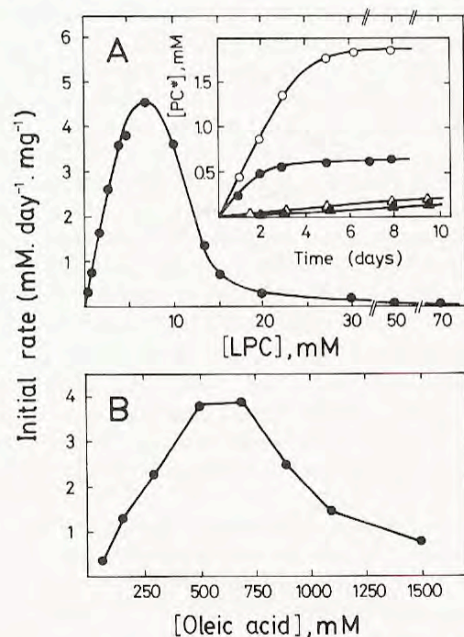 A
Initial rate (mM. day⁻¹. mg⁻¹)
6
5
4
3
2
1
0 10 20 30 50 70
[LPC], mM
[PC*], mM
1.5
1.0
0.5
2 4 6 8 10
Time (days)
B
4
3
2
1
250 500 750 1000 1250 1500
[Oleic acid], mM